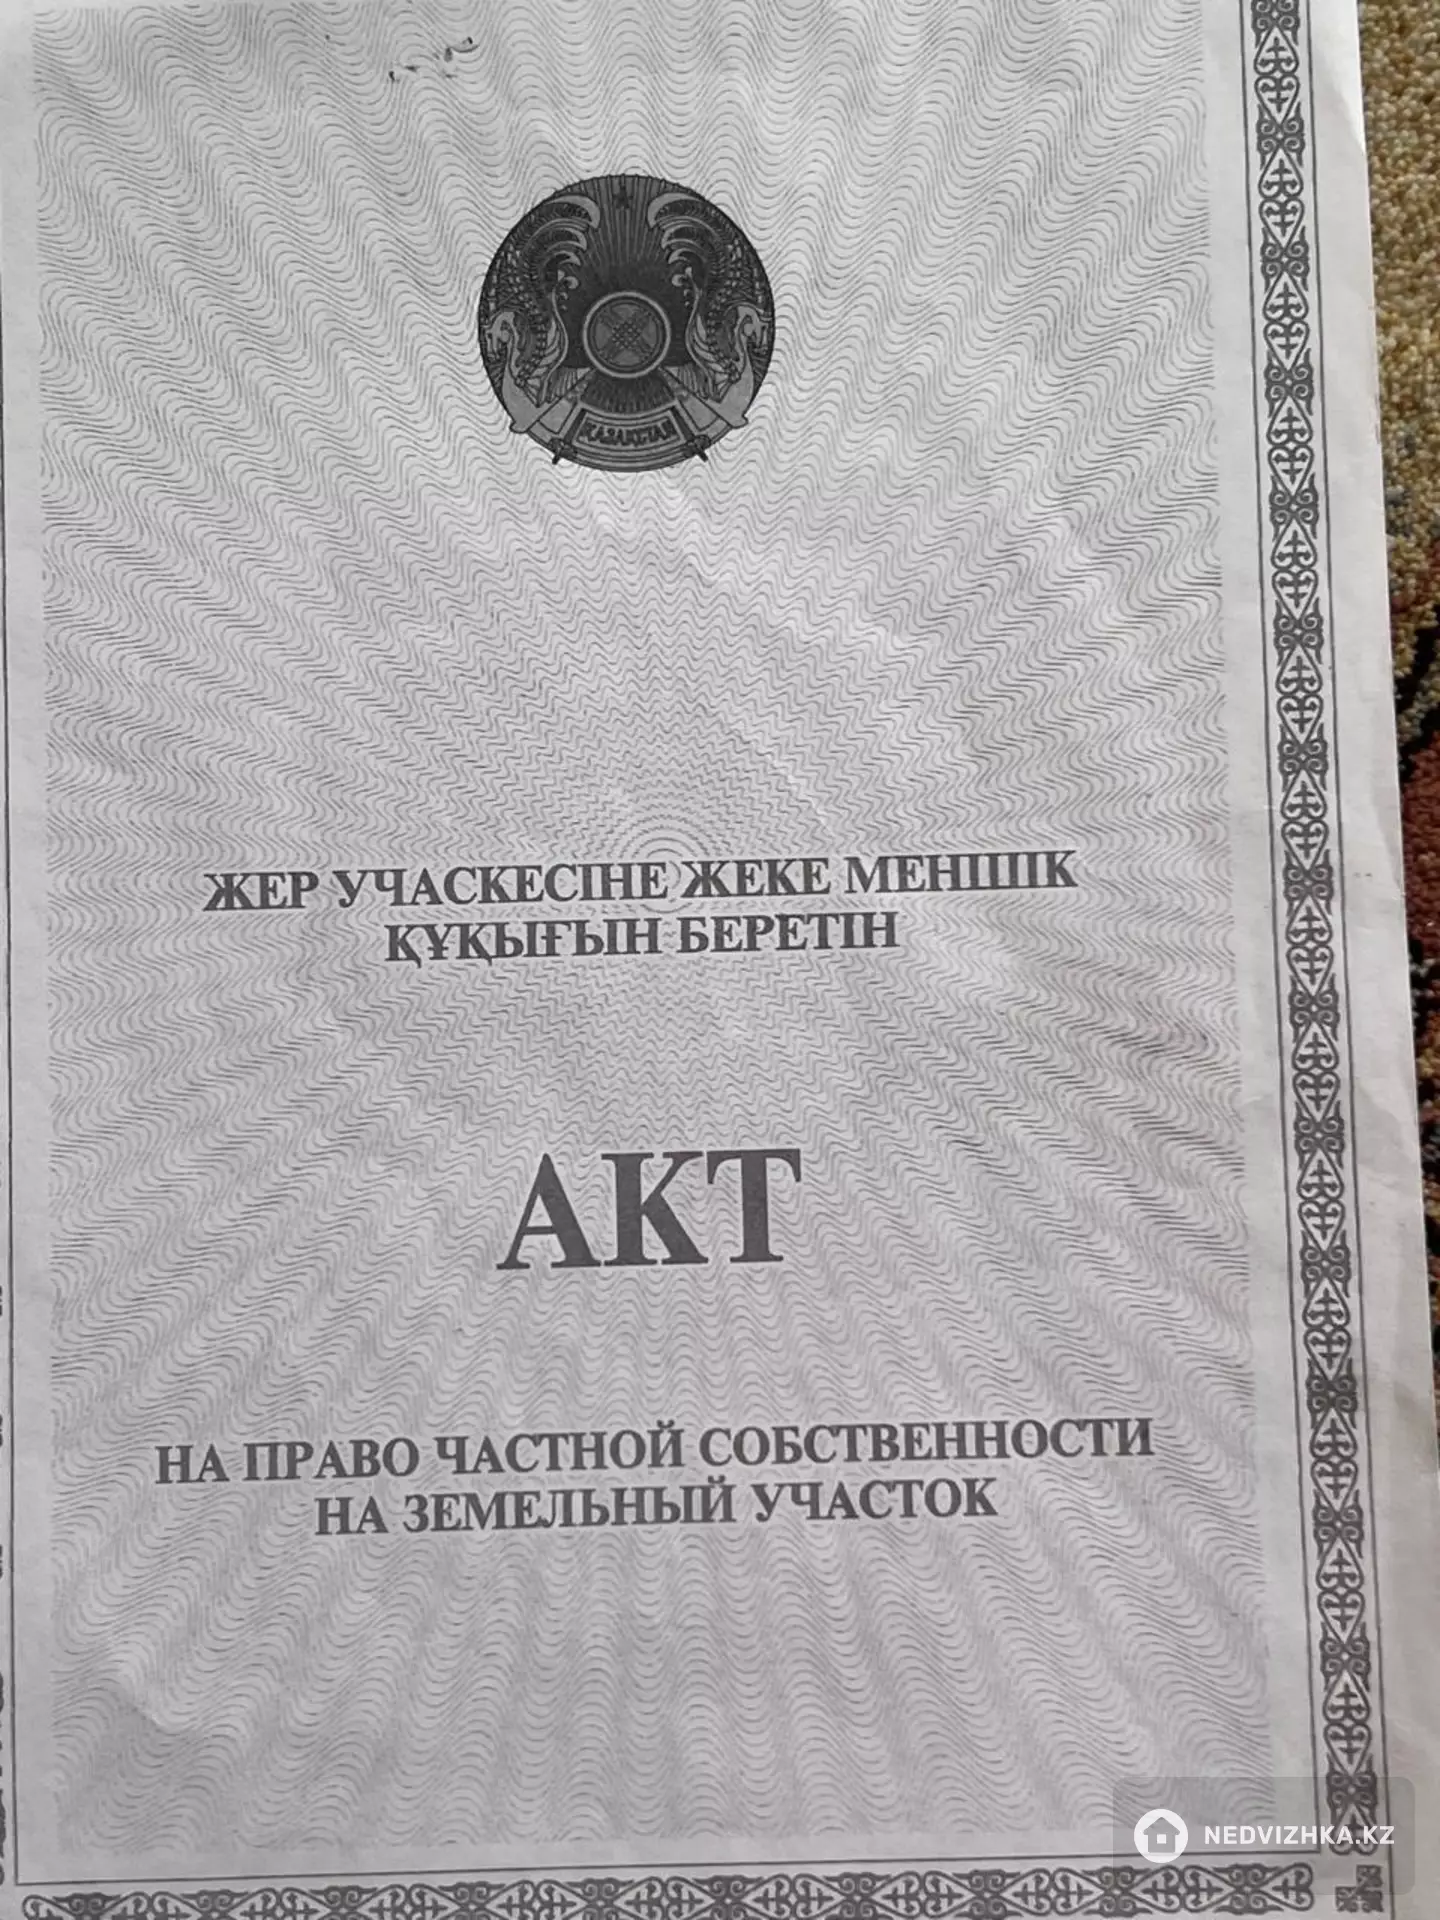 ҚАЗАҚСТАН
ЖЕР УЧАСКЕСІНЕ ЖЕКЕ МЕНШІК
ҚҰҚЫҒЫН БЕРЕТІН
АКТ
НА ПРАВО ЧАСТНОЙ СОБСТВЕННОСТИ
НА ЗЕМЕЛЬНЫЙ УЧАСТОК
NEDVIZHKA.KZ